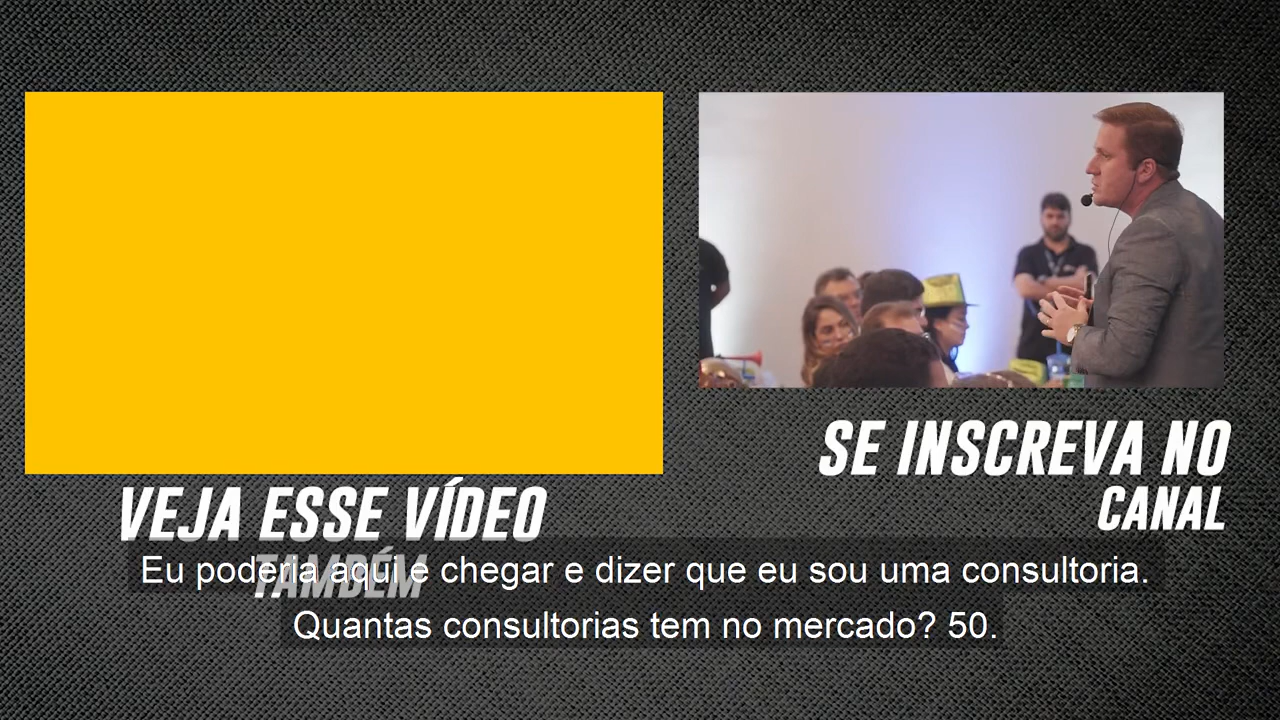 SE INSCREVA NO
CANAL
VEJA ESSE VÍDEO
TAMBÉM
Eu poderia aqui e chegar e dizer que eu sou uma consultoria.
Quantas consultorias tem no mercado? 50.